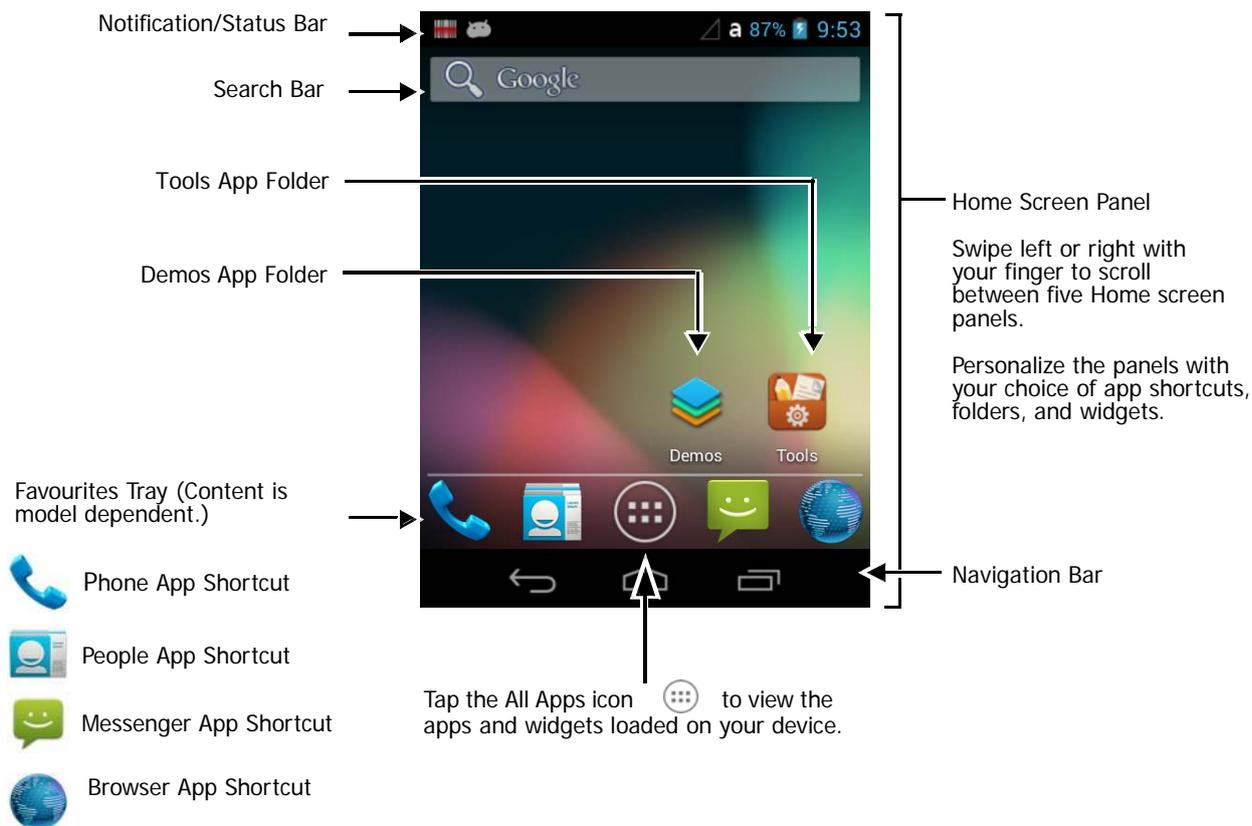 Notification/Status Bar
a 87% 9:53
Search Bar
Google
Tools App Folder
Demos App Folder
Home Screen Panel
Swipe left or right with
your finger to scroll
between five Home screen
panels.
Personalize the panels with
your choice of app shortcuts,
folders, and widgets.
Demos Tools
Favourites Tray (Content is
model dependent.)
Phone App Shortcut
Navigation Bar
People App Shortcut
Tap the All Apps icon to view the
apps and widgets loaded on your device.
Messenger App Shortcut
Browser App Shortcut